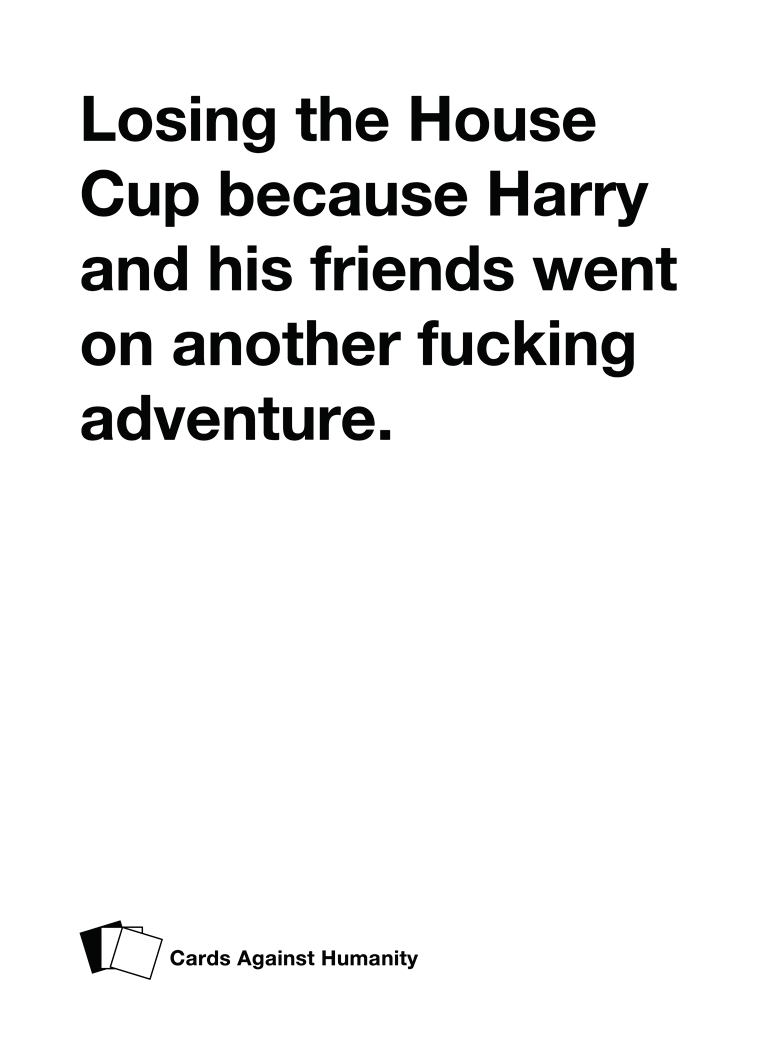 Losing the House
Cup because Harry
and his friends went
on another fucking
adventure.
Cards Against Humanity